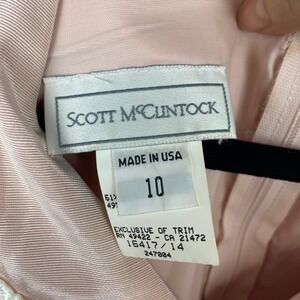 SCOTT McCLINTOCK
MADE IN USA
10
EXCLUSIVE OF TRIM
RN 49422 - CA 21472
16417/14
247004